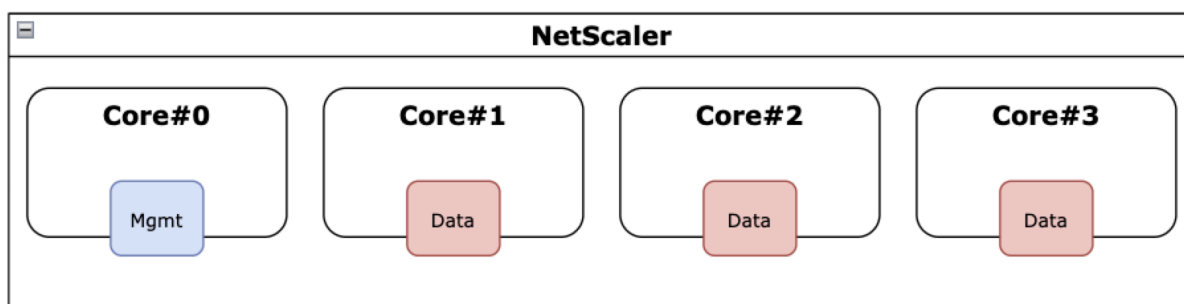 NetScaler
Core#0
Core#1
Core#2
Core#3
Mgmt
Data
Data
Data